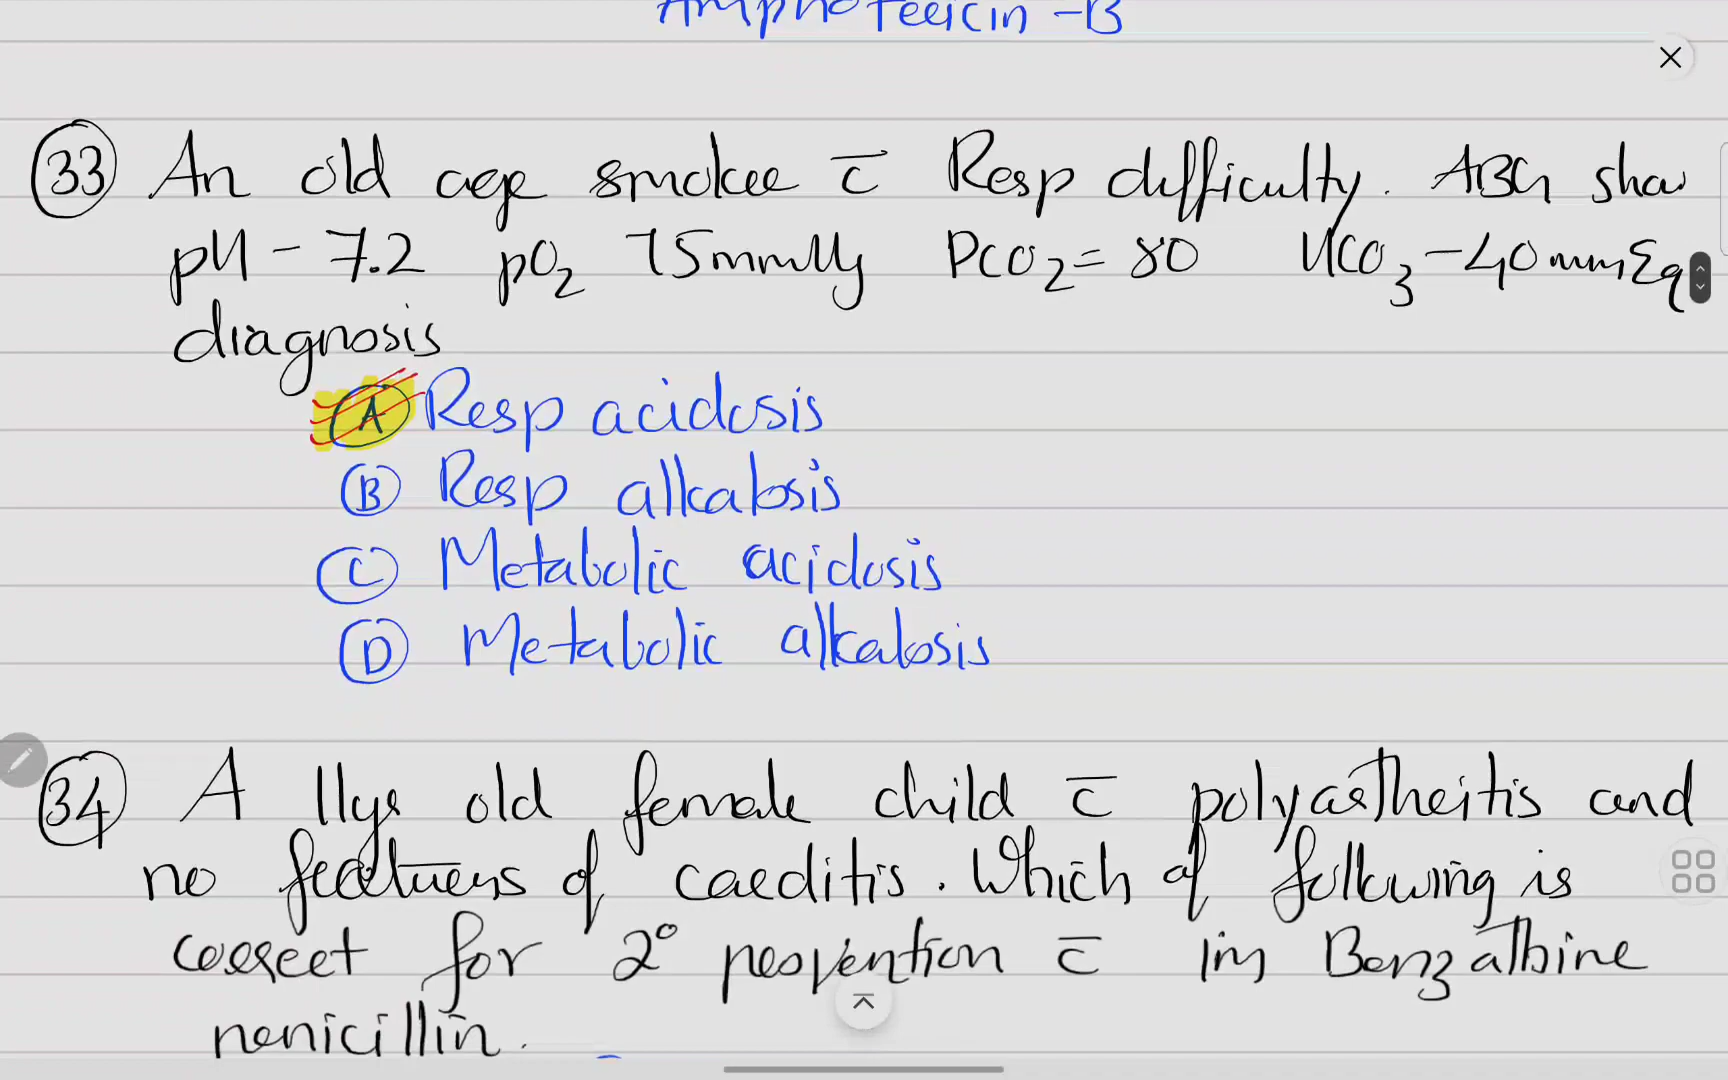 Amphotericin -B
33 An old age smoker c̅ Resp difficulty. ABG show
pH - 7.2 pO2 75mmHg PCO2= 80 HCO3 -40mmEq
diagnosis
A Resp acidosis
B Resp alkalosis
C Metabolic acidosis
D Metabolic alkalosis
34 A 11yr old female child c̅ polyarthritis and
no features of carditis. Which of following is
correct for 2° prevention c̅ im Benzathine
penicillin.